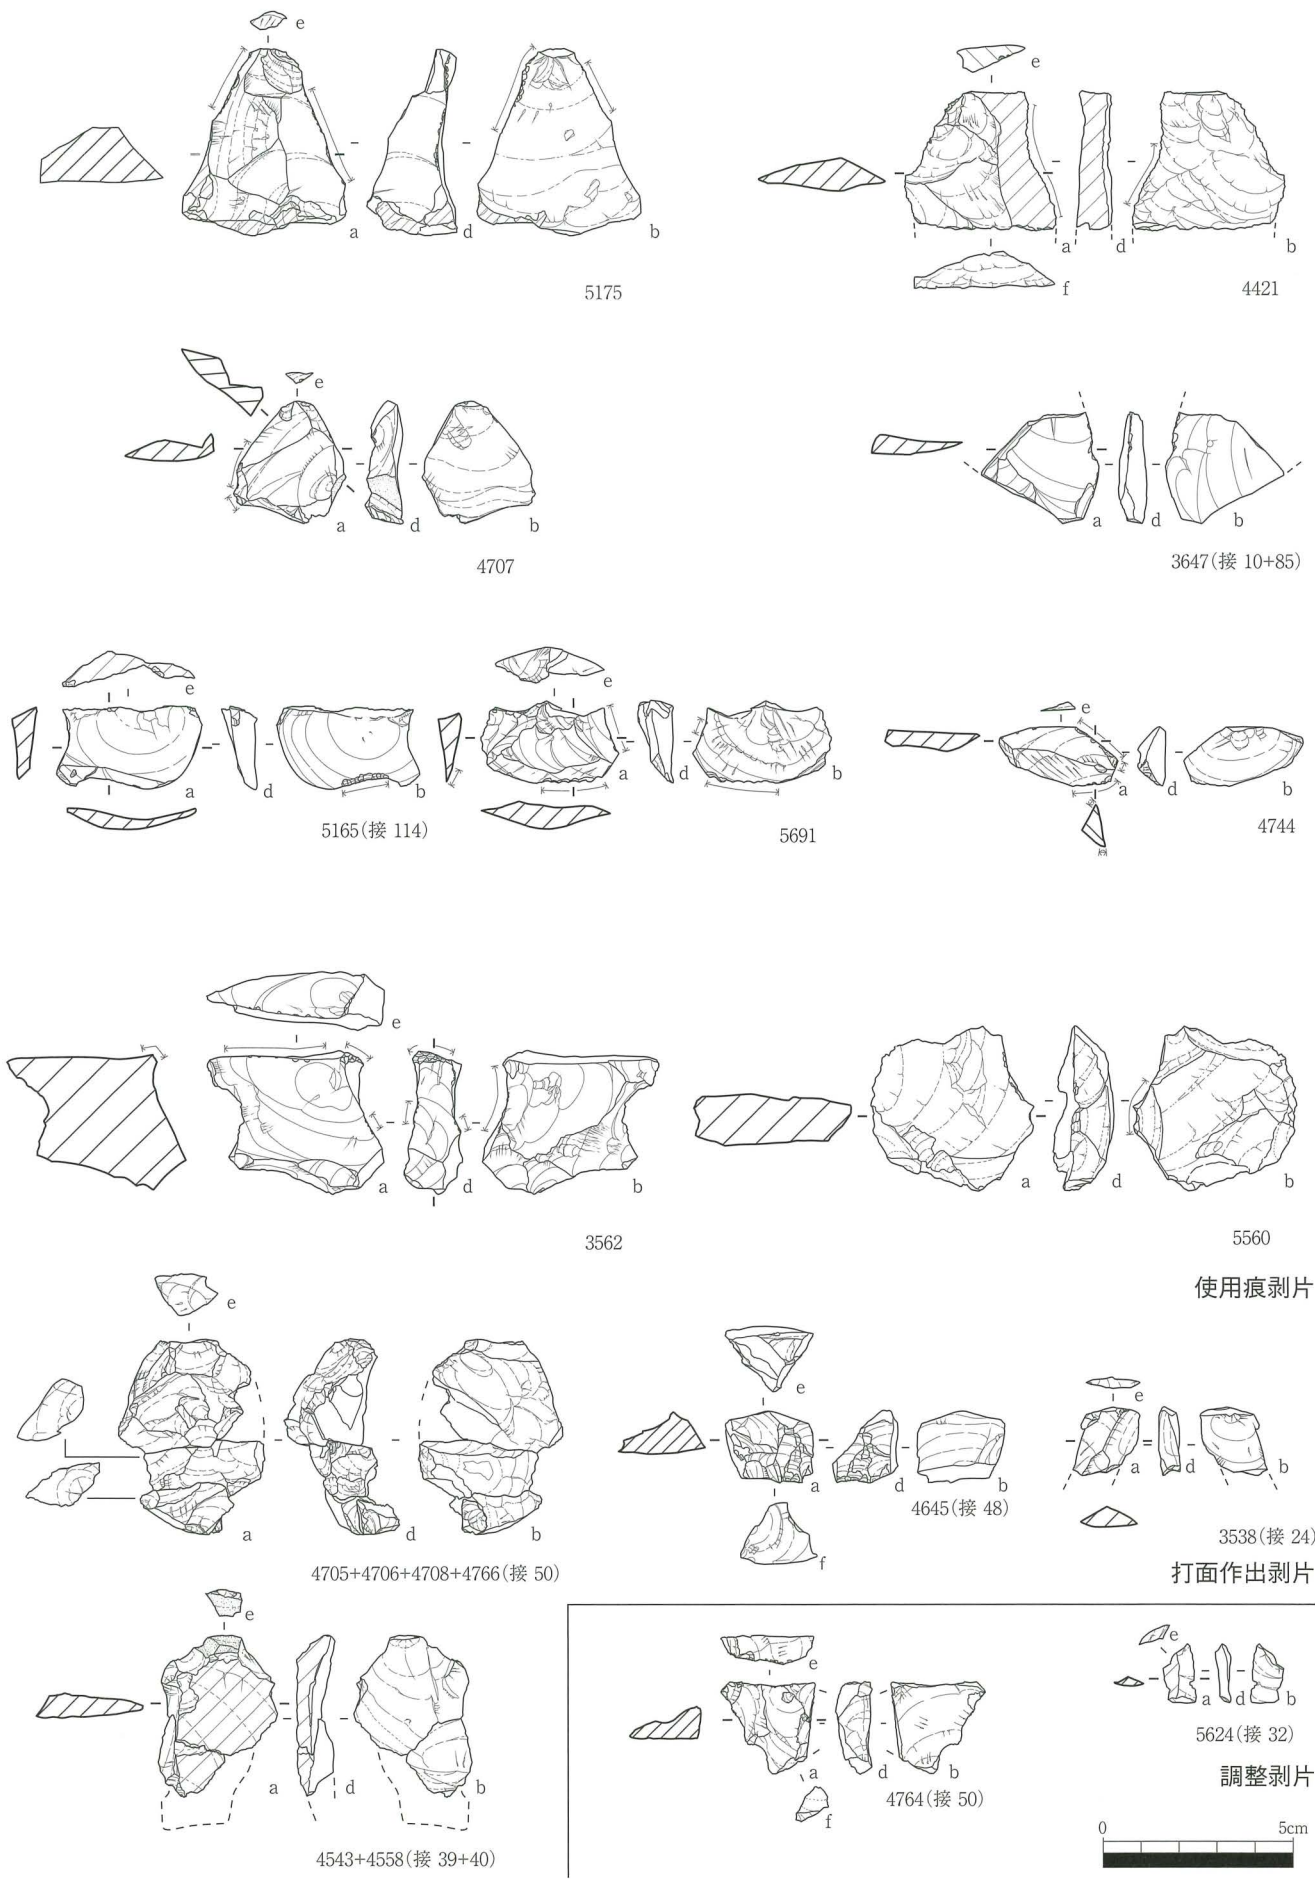 e
a
d
b
5175
e
a
d
b
f
4421
e
a
d
b
4707
a
d
b
3647(接 10+85)
e
a
d
b
5165(接 114)
e
a
d
b
5691
e
a
d
b
4744
e
a
d
b
3562
a
d
b
5560
使用痕剥片
e
a
d
b
4705+4706+4708+4766(接 50)
e
a
d
b
f
4645(接 48)
e
a
d
b
3538(接 24)
打面作出剥片
e
a
d
b
4543+4558(接 39+40)
e
a
d
b
f
4764(接 50)
e
a
d
b
5624(接 32)
調整剥片
0 5cm